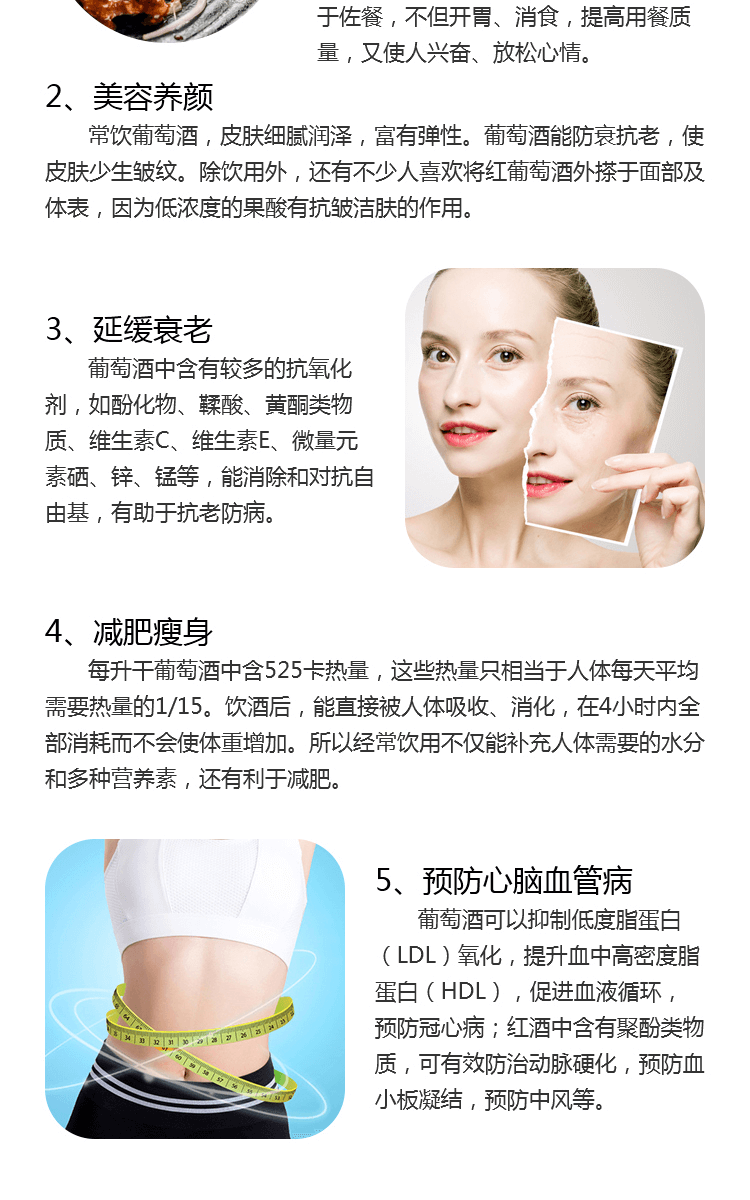 于佐餐，不但开胃、消食，提高用餐质
量，又使人兴奋、放松心情。
2、美容养颜
常饮葡萄酒，皮肤细腻润泽，富有弹性。葡萄酒能防衰抗老，使
皮肤少生皱纹。除饮用外，还有不少人喜欢将红葡萄酒外搽于面部及
体表，因为低浓度的果酸有抗皱洁肤的作用。
3、延缓衰老
葡萄酒中含有较多的抗氧化
剂，如酚化物、鞣酸、黄酮类物
质、维生素C、维生素E、微量元
素硒、锌、锰等，能消除和对抗自
由基，有助于抗老防病。
4、减肥瘦身
每升干葡萄酒中含525卡热量，这些热量只相当于人体每天平均
需要热量的1/15。饮酒后，能直接被人体吸收、消化，在4小时内全
部消耗而不会使体重增加。所以经常饮用不仅能补充人体需要的水分
和多种营养素，还有利于减肥。
5、预防心脑血管病
葡萄酒可以抑制低度脂蛋白
（LDL）氧化，提升血中高密度脂
蛋白（HDL），促进血液循环，
预防冠心病；红酒中含有聚酚类物
质，可有效防治动脉硬化，预防血
小板凝结，预防中风等。